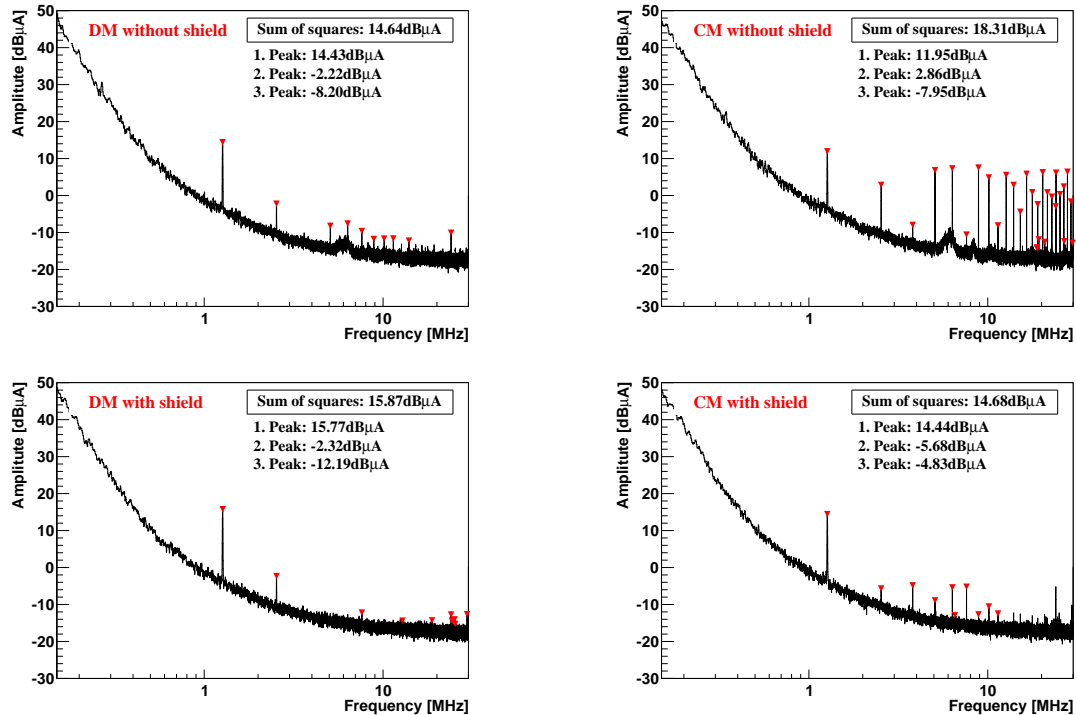 DM without shield
Sum of squares: 14.64dBµA
1. Peak: 14.43dBµA
2. Peak: -2.22dBµA
3. Peak: -8.20dBµA
Amplitude [dBµA]
50
40
30
20
10
0
-10
-20
-30
1
10
Frequency [MHz]
CM without shield
Sum of squares: 18.31dBµA
1. Peak: 11.95dBµA
2. Peak: 2.86dBµA
3. Peak: -7.95dBµA
Amplitude [dBµA]
50
40
30
20
10
0
-10
-20
-30
1
10
Frequency [MHz]
DM with shield
Sum of squares: 15.87dBµA
1. Peak: 15.77dBµA
2. Peak: -2.32dBµA
3. Peak: -12.19dBµA
Amplitude [dBµA]
50
40
30
20
10
0
-10
-20
-30
1
10
Frequency [MHz]
CM with shield
Sum of squares: 14.68dBµA
1. Peak: 14.44dBµA
2. Peak: -5.68dBµA
3. Peak: -4.83dBµA
Amplitude [dBµA]
50
40
30
20
10
0
-10
-20
-30
1
10
Frequency [MHz]